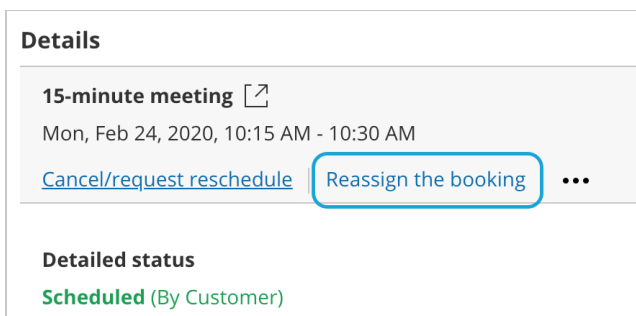 Details
15-minute meeting
Mon, Feb 24, 2020, 10:15 AM - 10:30 AM
Cancel/request reschedule Reassign the booking •••
Detailed status
Scheduled (By Customer)